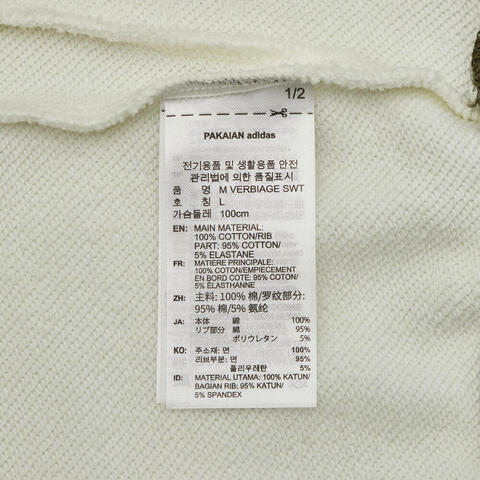 1/2
PAKAIAN adidas
전기용품 및 생활용품 안전
관리법에 의한 품질표시
품 명 M VERBIAGE SWT
호 칭 L
가슴둘레 100cm
EN: MAIN MATERIAL:
100% COTTON/RIB
PART: 95% COTTON/
5% ELASTANE
FR: MATIERE PRINCIPALE:
100% COTON/EMPIECEMENT
EN BORD COTE: 95% COTON/
5% ÉLASTHANNE
ZH: 主料: 100% 棉/罗纹部分:
95% 棉/5% 氨纶
JA: 本体 綿 100%
リブ部分 綿 95%
ポリウレタン 5%
KO: 주소재: 면 100%
리브부분: 면 95%
폴리우레탄 5%
ID: MATERIAL UTAMA: 100% KATUN/
BAGIAN RIB: 95% KATUN/
5% SPANDEX